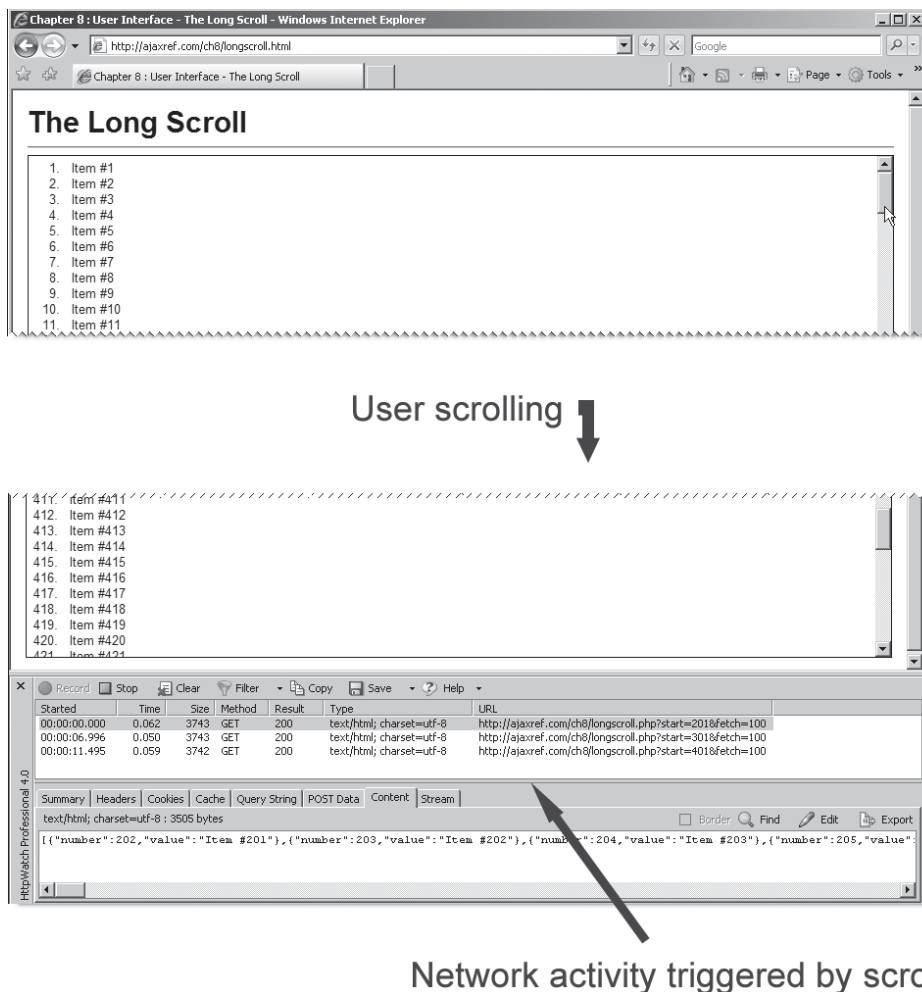 Chapter 8 : User Interface - The Long Scroll - Windows Internet Explorer
http://ajaxref.com/ch8/longscroll.html
Google
Chapter 8 : User Interface - The Long Scroll
Page
Tools
»
The Long Scroll
1. Item #1
2. Item #2
3. Item #3
4. Item #4
5. Item #5
6. Item #6
7. Item #7
8. Item #8
9. Item #9
10. Item #10
11. Item #11
User scrolling
411. Item #411
412. Item #412
413. Item #413
414. Item #414
415. Item #415
416. Item #416
417. Item #417
418. Item #418
419. Item #419
420. Item #420
421. Item #421
Record Stop Clear Filter Copy Save Help
Started Time Size Method Result Type URL
00:00:00.000 0.062 3743 GET 200 text/html; charset=utf-8 http://ajaxref.com/ch8/longscroll.php?start=201&fetch=100
00:00:06.996 0.050 3743 GET 200 text/html; charset=utf-8 http://ajaxref.com/ch8/longscroll.php?start=301&fetch=100
00:00:11.495 0.059 3742 GET 200 text/html; charset=utf-8 http://ajaxref.com/ch8/longscroll.php?start=401&fetch=100
HttpWatch Professional 4.0
Summary Headers Cookies Cache Query String POST Data Content Stream
text/html; charset=utf-8 : 3505 bytes
Border Find Edit Export
[{"number":202,"value":"Item #201"},{"number":203,"value":"Item #202"},{"number":204,"value":"Item #203"},{"number":205,"value":
Network activity triggered by scro